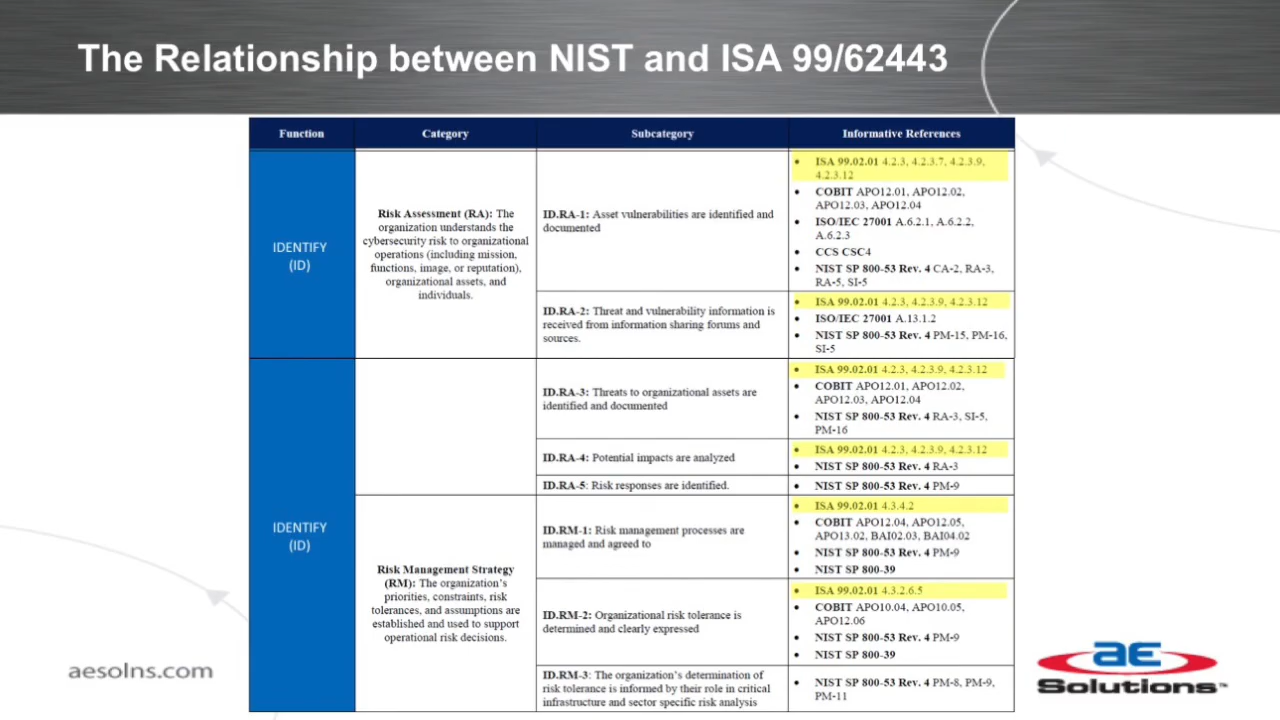 The Relationship between NIST and ISA 99/62443
Function
Category
Subcategory
Informative References
IDENTIFY
(ID)
Risk Assessment (RA): The
organization understands the
cybersecurity risk to organizational
operations (including mission,
functions, image, or reputation),
organizational assets, and
individuals.
ID.RA-1: Asset vulnerabilities are identified and
documented
• ISA 99.02.01 4.2.3, 4.2.3.7, 4.2.3.9,
4.2.3.12
• COBIT APO12.01, APO12.02,
APO12.03, APO12.04
• ISO/IEC 27001 A.6.2.1, A.6.2.2,
A.6.2.3
• CCS CSC4
• NIST SP 800-53 Rev. 4 CA-2, RA-3,
RA-5, SI-5
ID.RA-2: Threat and vulnerability information is
received from information sharing forums and
sources.
• ISA 99.02.01 4.2.3, 4.2.3.9, 4.2.3.12
• ISO/IEC 27001 A.13.1.2
• NIST SP 800-53 Rev. 4 PM-15, PM-16,
SI-5
IDENTIFY
(ID)
ID.RA-3: Threats to organizational assets are
identified and documented
• ISA 99.02.01 4.2.3, 4.2.3.9, 4.2.3.12
• COBIT APO12.01, APO12.02,
APO12.03, APO12.04
• NIST SP 800-53 Rev. 4 RA-3, SI-5,
PM-16
ID.RA-4: Potential impacts are analyzed
• ISA 99.02.01 4.2.3, 4.2.3.9, 4.2.3.12
• NIST SP 800-53 Rev. 4 RA-3
ID.RA-5: Risk responses are identified.
• NIST SP 800-53 Rev. 4 PM-9
Risk Management Strategy
(RM): The organization's
priorities, constraints, risk
tolerances, and assumptions are
established and used to support
operational risk decisions.
ID.RM-1: Risk management processes are
managed and agreed to
• ISA 99.02.01 4.3.4.2
• COBIT APO12.04, APO12.05,
APO13.02, BAI02.03, BAI04.02
• NIST SP 800-53 Rev. 4 PM-9
• NIST SP 800-39
ID.RM-2: Organizational risk tolerance is
determined and clearly expressed
• ISA 99.02.01 4.3.2.6.5
• COBIT APO10.04, APO10.05,
APO12.06
• NIST SP 800-53 Rev. 4 PM-9
• NIST SP 800-39
ID.RM-3: The organization's determination of
risk tolerance is informed by their role in critical
infrastructure and sector specific risk analysis
• NIST SP 800-53 Rev. 4 PM-8, PM-9,
PM-11
aesolns.com
ae
Solutions™